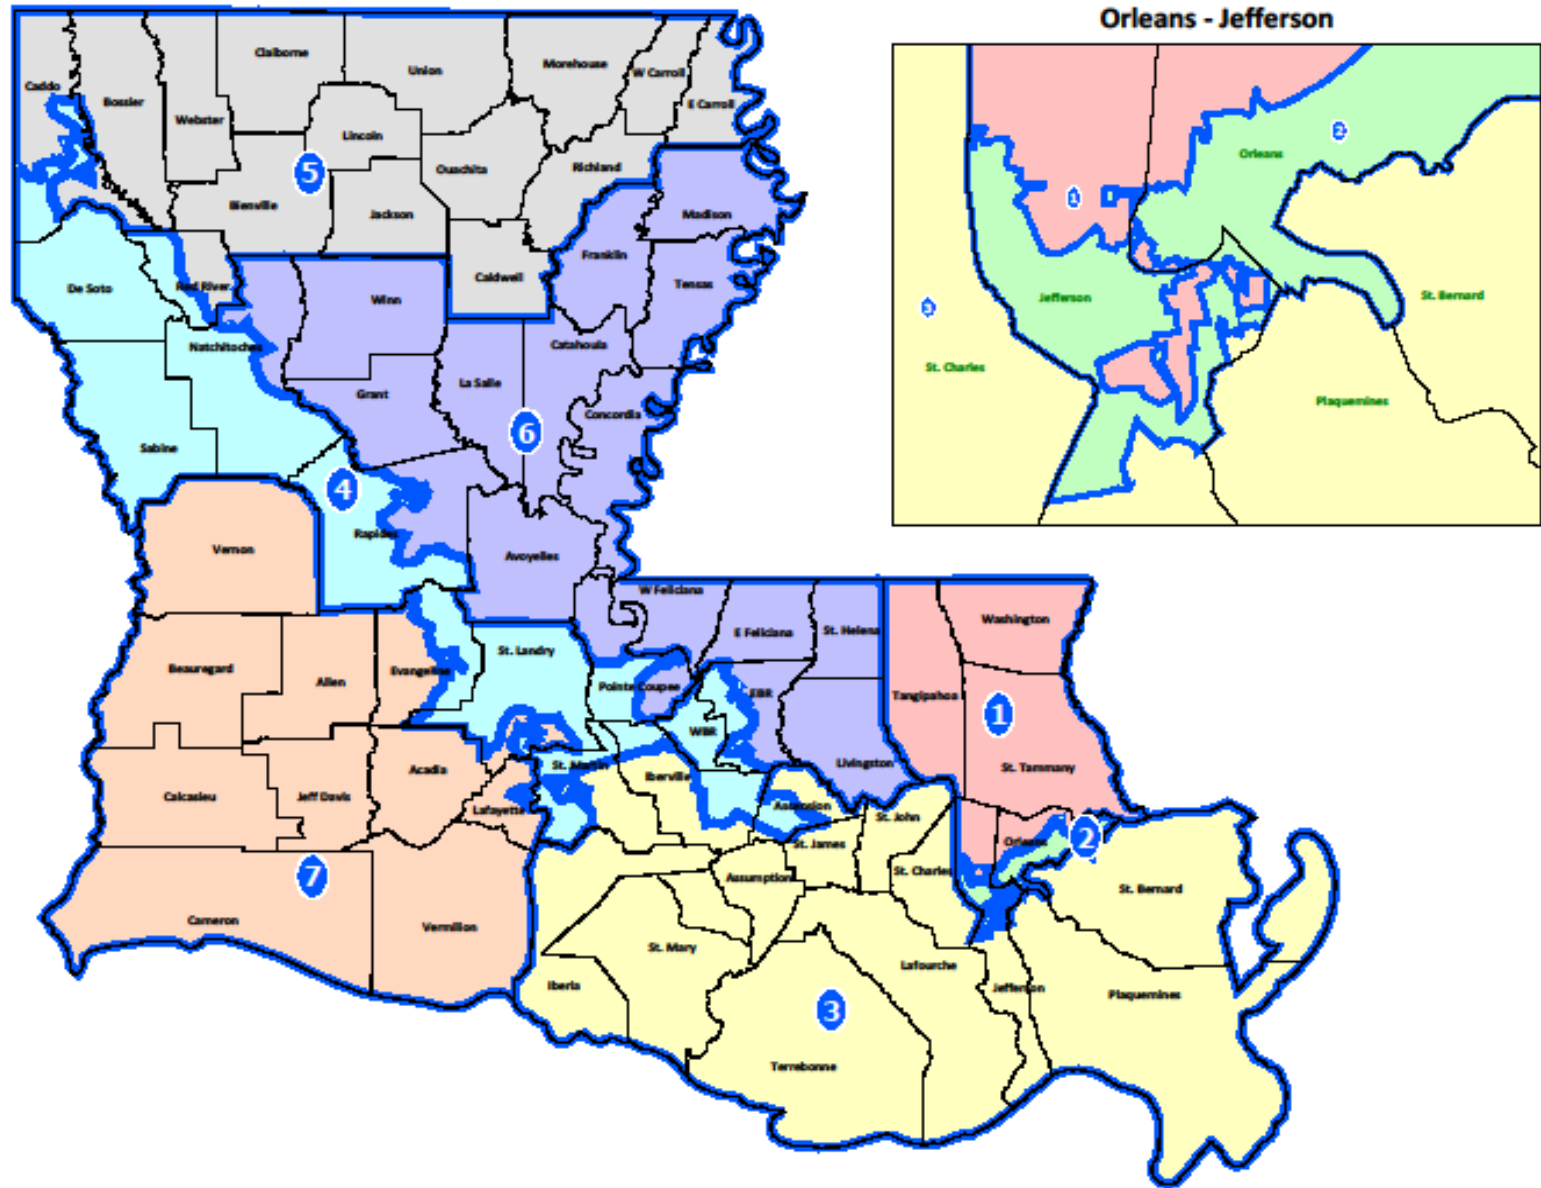 Orleans - Jefferson
Claiborne
Union
Morehouse
W Carroll
Caddo
Bossier
Webster
E Carroll
Lincoln
5
Ouachita
Richland
Bienville
Jackson
Madison
Franklin
Caldwell
Tensas
De Soto
Red River
Winn
Natchitoches
Catahoula
La Salle
Grant
Concordia
6
Sabine
4
Rapides
Vernon
Avoyelles
W Feliciana
E Feliciana
St. Helena
Washington
St. Landry
Beauregard
Evangeline
Allen
Pointe Coupee
EBR
Tangipahoa
1
WBR
St. Martin
Iberville
Livingston
St. Tammany
Acadia
Calcasieu
Jeff Davis
Lafayette
Ascension
St. John
St. James
Orleans
2
7
Assumption
St. Charles
St. Bernard
Cameron
Vermilion
St. Mary
Lafourche
Iberia
Jefferson
Plaquemines
3
Terrebonne
2
Orleans
1
Jefferson
3
St. Bernard
St. Charles
Plaquemines